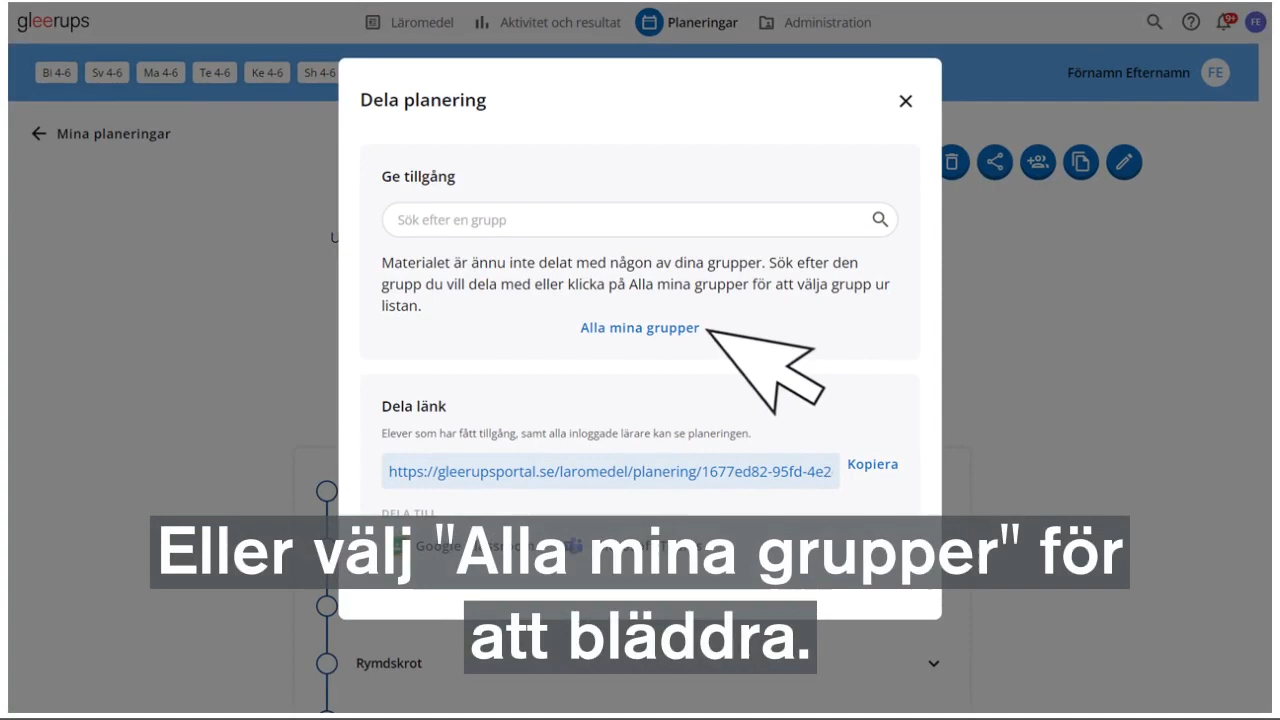 gleerups
Läromedel
Aktivitet och resultat
Planeringar
Administration
9+
FE
Bi 4-6
Sv 4-6
Ma 4-6
Te 4-6
Ke 4-6
Sh 4-6
Förnamn Efternamn
FE
Mina planeringar
Dela planering
Ge tillgång
Sök efter en grupp
Materialet är ännu inte delat med någon av dina grupper. Sök efter den
grupp du vill dela med eller klicka på Alla mina grupper för att välja grupp ur
listan.
Alla mina grupper
Dela länk
Elever som har fått tillgång, samt alla inloggade lärare kan se planeringen.
https://gleerupsportal.se/laromedel/planering/1677ed82-95fd-4e2
Kopiera
DELA TILL
Eller välj "Alla mina grupper" för
att bläddra.
Rymdskrot